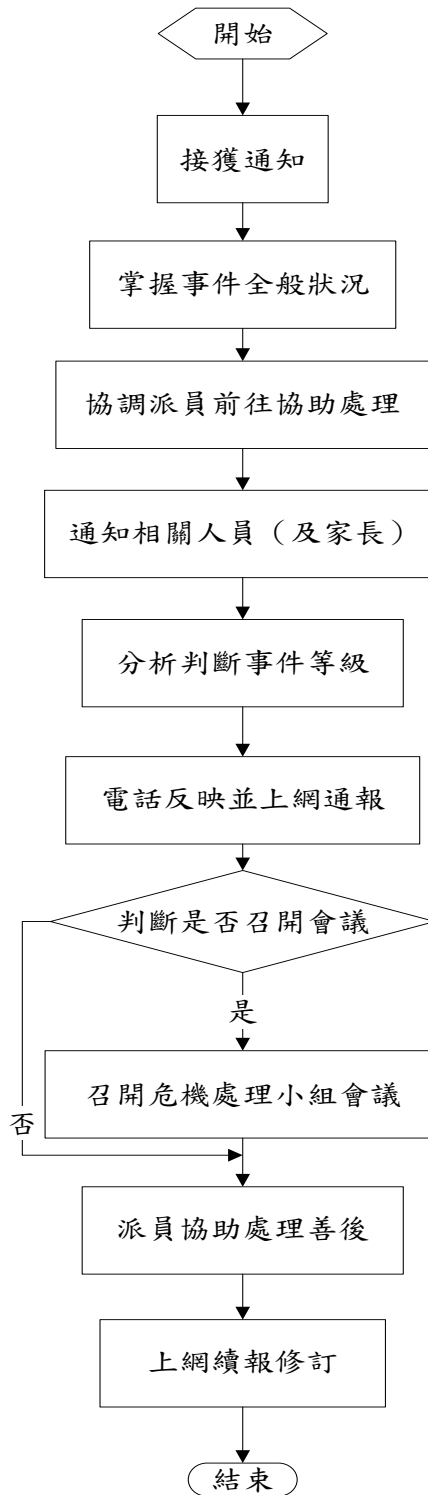 開始
接獲通知
掌握事件全般狀況
協調派員前往協助處理
通知相關人員（及家長）
分析判斷事件等級
電話反映並上網通報
判斷是否召開會議
是
召開危機處理小組會議
否
派員協助處理善後
上網續報修訂
結束